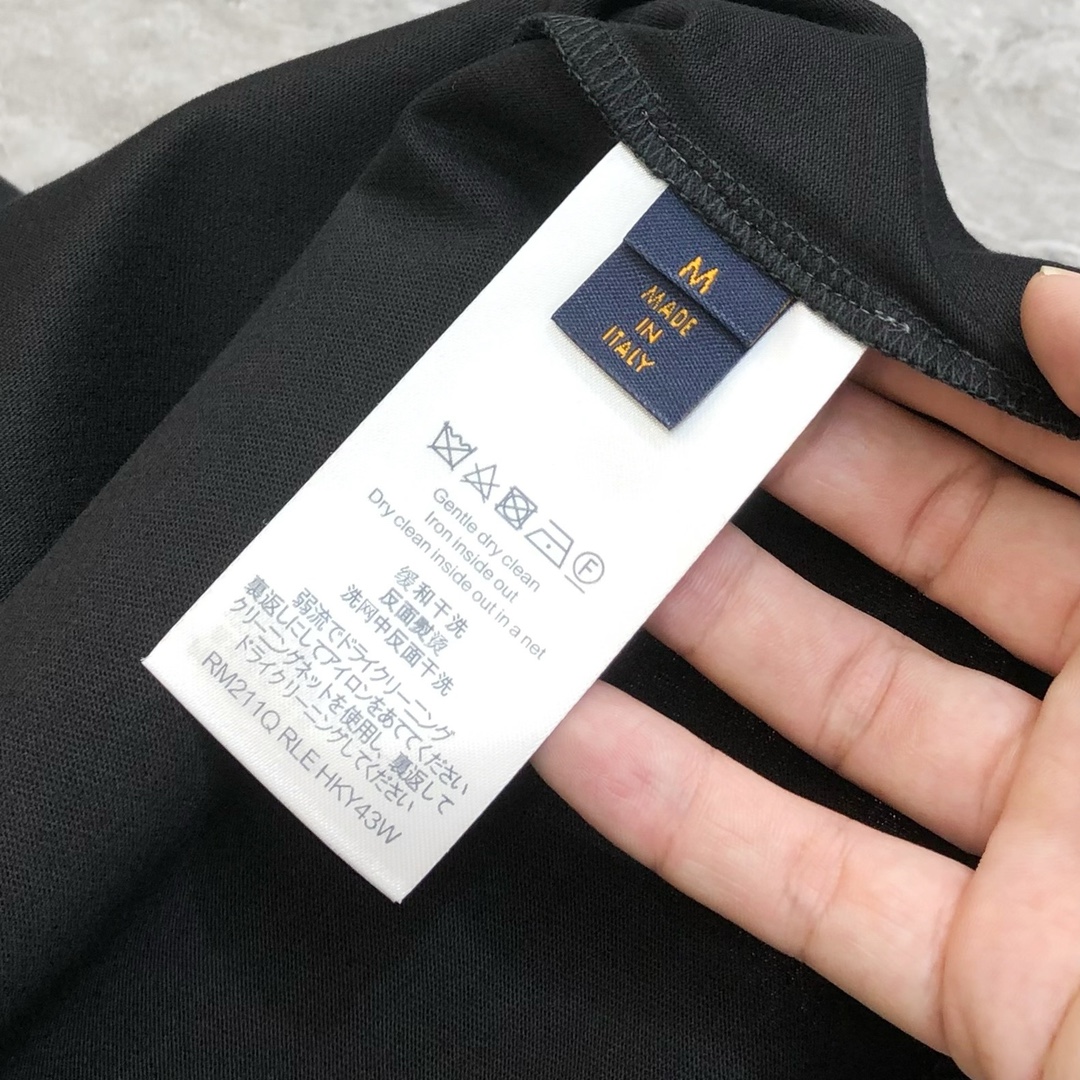 M
MADE
IN
ITALY
F
Gentle dry clean
Iron inside out
Dry clean inside out in a net
缓和干洗
反面熨烫
洗网中反面干洗
弱流でドライクリーニング
裏返しにしてアイロンをあててください
クリーニングネットを使用し、裏返して
ドライクリーニングしてください
RM211Q RLE HKY43W